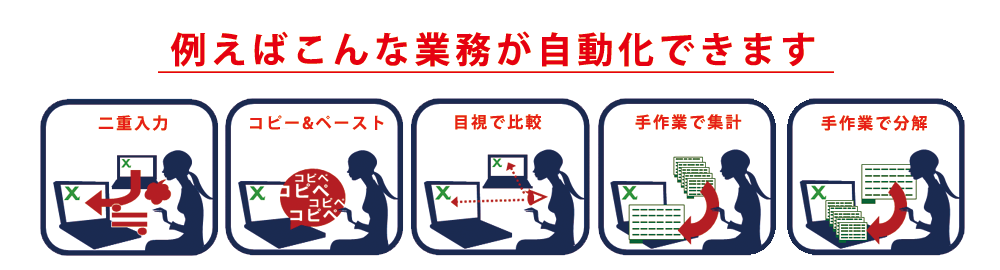 例えばこんな業務が自動化できます
二重入力
コピー&ペースト
目視で比較
手作業で集計
手作業で分解
X
X
X
コピペ
コピペ
コピペ
コピペ
X
X
X
X